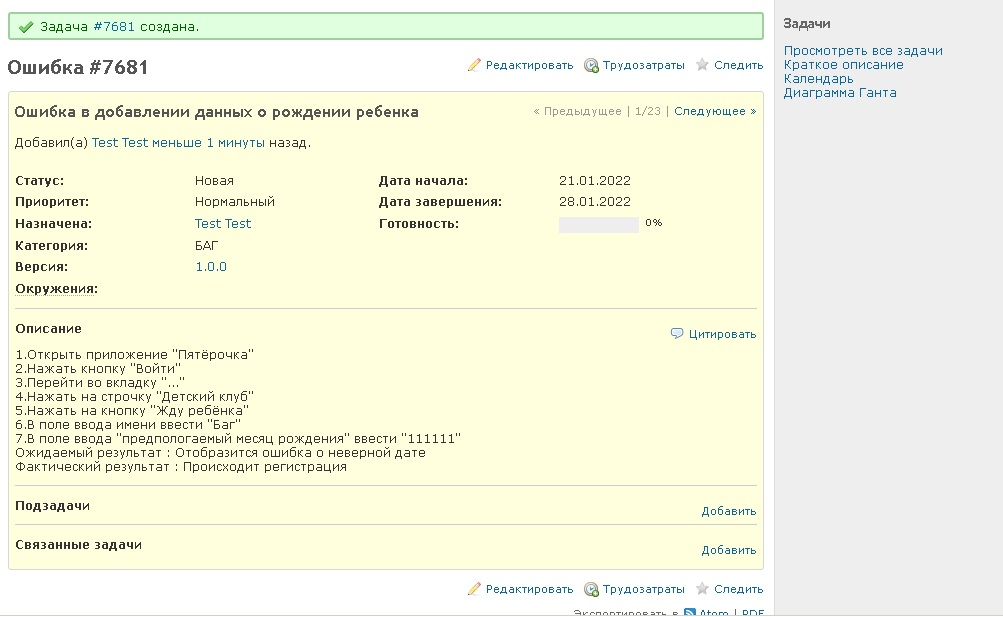 Задача #7681 создана.
Задачи
Просмотреть все задачи
Краткое описание
Календарь
Диаграмма Ганта
Ошибка #7681
Редактировать Трудозатраты Следить
Ошибка в добавлении данных о рождении ребенка
« Предыдущее | 1/23 | Следующее »
Добавил(а) Test Test меньше 1 минуты назад.
Статус: Новая Дата начала: 21.01.2022
Приоритет: Нормальный Дата завершения: 28.01.2022
Назначена: Test Test Готовность: 0%
Категория: БАГ
Версия: 1.0.0
Окружения:
Описание
Цитировать
1.Открыть приложение "Пятёрочка"
2.Нажать кнопку "Войти"
3.Перейти во вкладку "..."
4.Нажать на строчку "Детский клуб"
5.Нажать на кнопку "Жду ребёнка"
6.В поле ввода имени ввести "Баг"
7.В поле ввода "предпологаемый месяц рождения" ввести "111111"
Ожидаемый результат : Отобразится ошибка о неверной дате
Фактический результат : Происходит регистрация
Подзадачи
Добавить
Связанные задачи
Добавить
Редактировать Трудозатраты Следить
Экспортировать в Atom | PDF